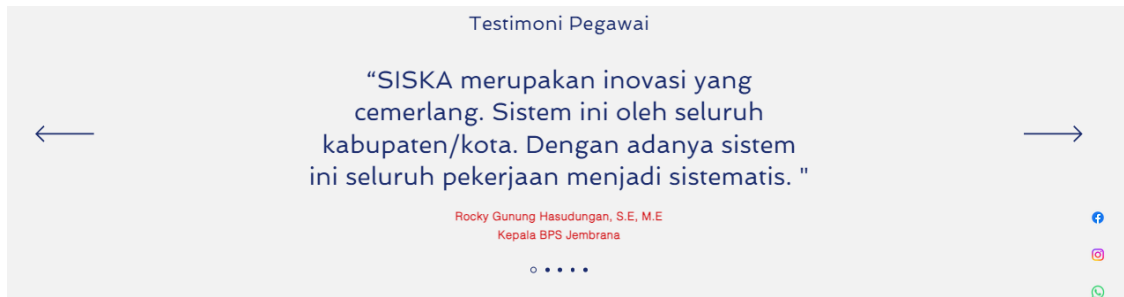 Testimoni Pegawai
“SISKA merupakan inovasi yang
cemerlang. Sistem ini oleh seluruh
kabupaten/kota. Dengan adanya sistem
ini seluruh pekerjaan menjadi sistematis. "
Rocky Gunung Hasudungan, S.E, M.E
Kepala BPS Jembrana